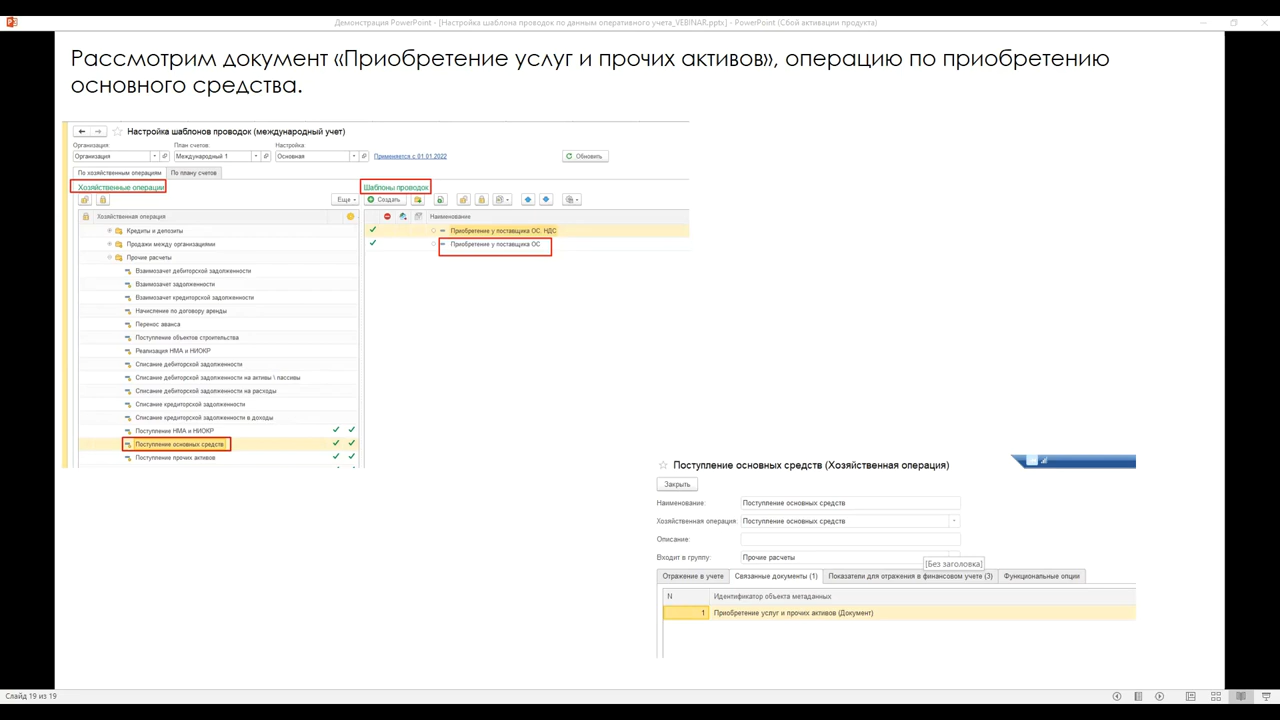 Демонстрация PowerPoint - [Настройка шаблона проводок по данным оперативного учета_VEBINAR.pptx] - PowerPoint (Сбой активации продукта)
Рассмотрим документ «Приобретение услуг и прочих активов», операцию по приобретению
основного средства.
Настройка шаблонов проводок (международный учет)
Организация: План счетов: Настройка:
Организация Международный 1 Основная Применяется с 01.01.2022 Обновить
По хозяйственным операциям По плану счетов
Хозяйственные операции Шаблоны проводок
Еще Создать
Хозяйственная операция Наименование
Кредиты и депозиты Приобретение у поставщика ОС. НДС
Продажи между организациями Приобретение у поставщика ОС
Прочие расчеты
Взаимозачет дебиторской задолженности
Взаимозачет задолженности
Взаимозачет кредиторской задолженности
Начисление по договору аренды
Перенос аванса
Поступление объектов строительства
Реализация НМА и НИОКР
Списание дебиторской задолженности
Списание дебиторской задолженности на активы \ пассивы
Списание дебиторской задолженности на расходы
Списание кредиторской задолженности
Списание кредиторской задолженности в доходы
Поступление НМА и НИОКР
Поступление основных средств
Поступление прочих активов
Поступление основных средств (Хозяйственная операция)
Закрыть
Наименование: Поступление основных средств
Хозяйственная операция: Поступление основных средств
Описание:
Входит в группу: Прочие расчеты
[Без заголовка]
Отражение в учете Связанные документы (1) Показатели для отражения в финансовом учете (3) Функциональные опции
N Идентификатор объекта метаданных
1 Приобретение услуг и прочих активов (Документ)
Слайд 19 из 19